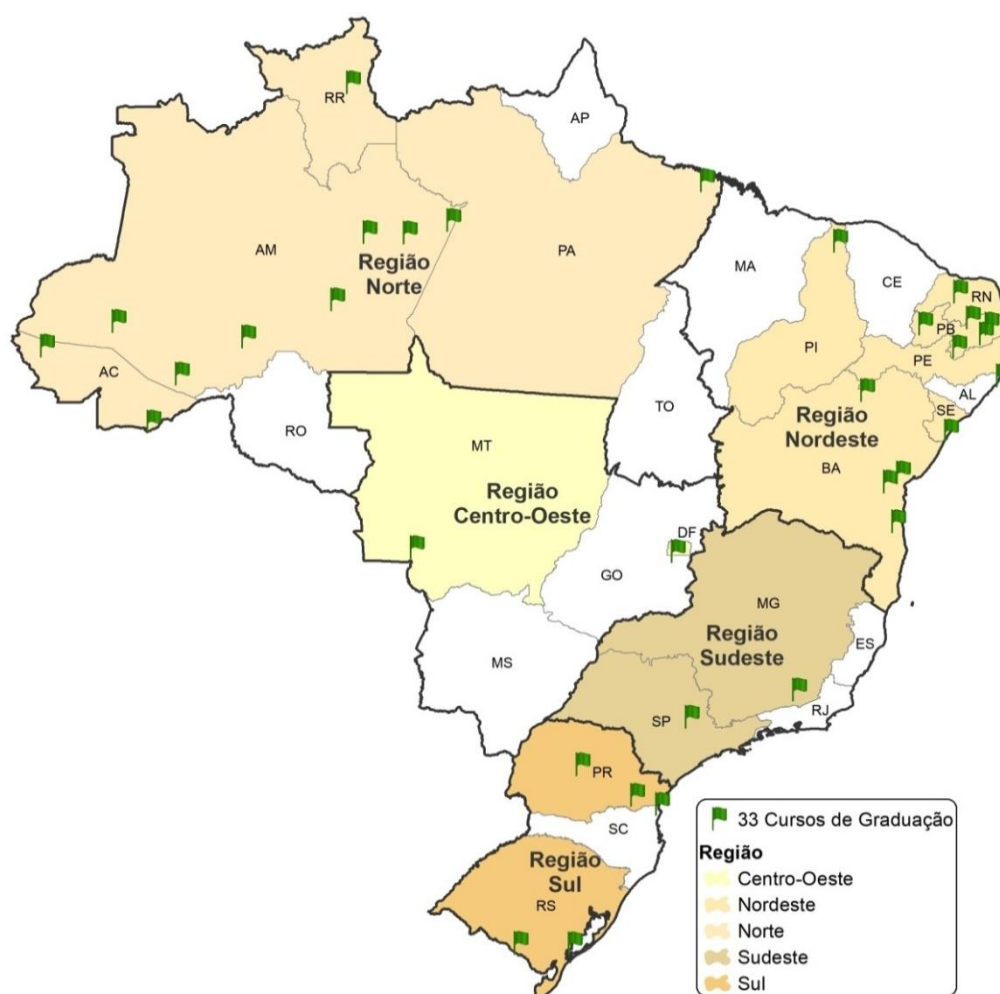 RR
AP
AM
Região
Norte
PA
MA
CE
RN
PB
PI
PE
AC
AL
SE
TO
Região
Nordeste
RO
MT
BA
Região
Centro-Oeste
DF
GO
MG
Região
Sudeste
ES
MS
RJ
SP
PR
SC
Região
Sul
RS
33 Cursos de Graduação
Região
Centro-Oeste
Nordeste
Norte
Sudeste
Sul